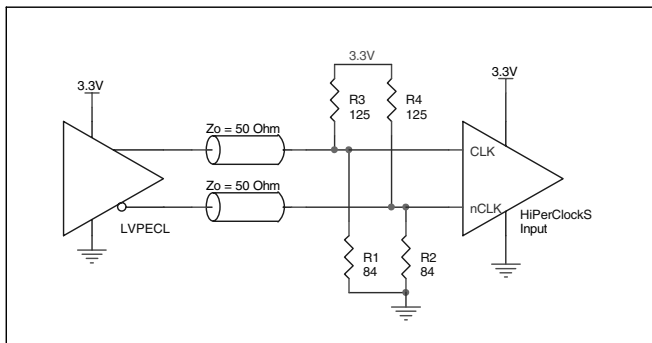 3.3V
3.3V
3.3V
R3
125
R4
125
Zo = 50 Ohm
CLK
Zo = 50 Ohm
nCLK
LVPECL
HiPerClockS
Input
R1
84
R2
84